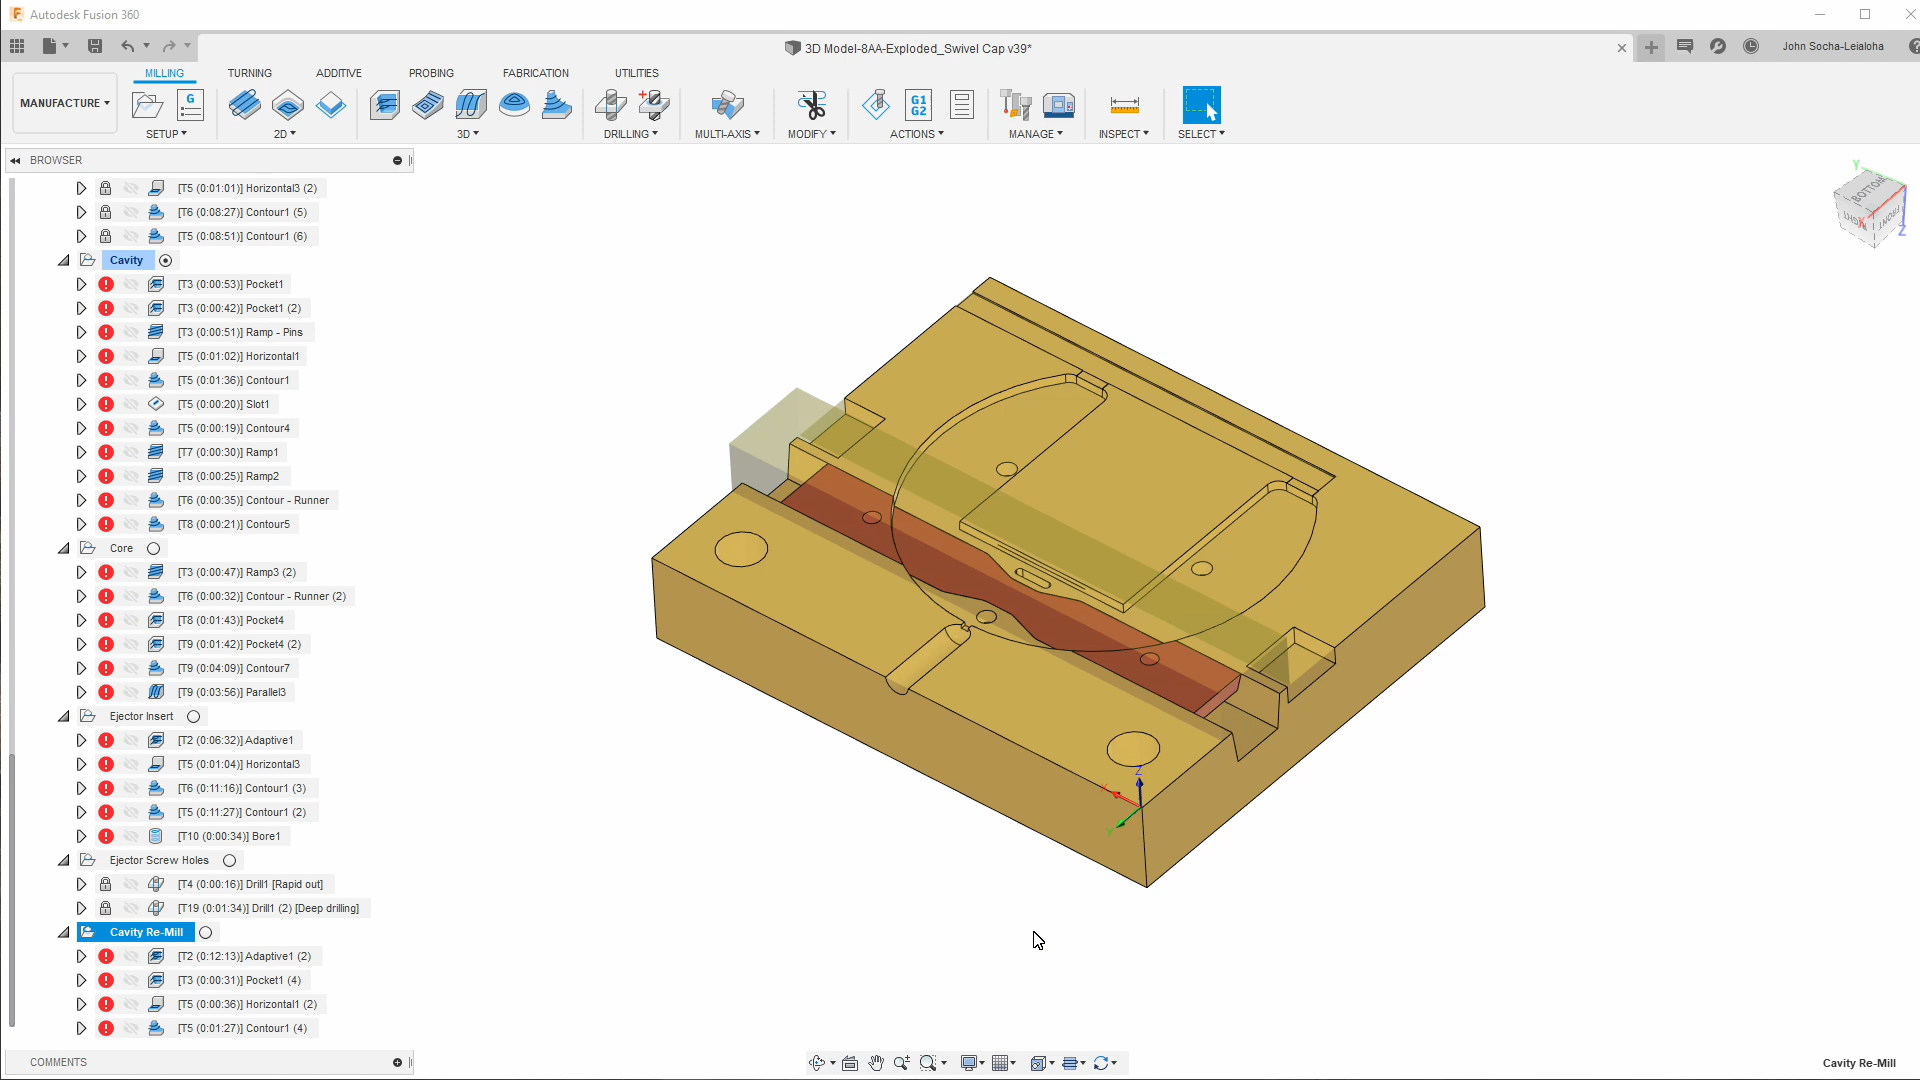 Autodesk Fusion 360
3D Model-8AA-Exploded_Swivel Cap v39*
John Socha-Leialoha
MILLING TURNING ADDITIVE PROBING FABRICATION UTILITIES
MANUFACTURE
G
G1
G2
SETUP 2D 3D DRILLING MULTI-AXIS MODIFY ACTIONS MANAGE INSPECT SELECT
BROWSER
[T5 (0:01:01)] Horizontal3 (2)
[T6 (0:08:27)] Contour1 (5)
[T5 (0:08:51)] Contour1 (6)
Cavity
[T3 (0:00:53)] Pocket1
[T3 (0:00:42)] Pocket1 (2)
[T3 (0:00:51)] Ramp - Pins
[T5 (0:01:02)] Horizontal1
[T5 (0:01:36)] Contour1
[T5 (0:00:20)] Slot1
[T5 (0:00:19)] Contour4
[T7 (0:00:30)] Ramp1
[T8 (0:00:25)] Ramp2
[T6 (0:00:35)] Contour - Runner
[T8 (0:00:21)] Contour5
Core
[T3 (0:00:47)] Ramp3 (2)
[T6 (0:00:32)] Contour - Runner (2)
[T8 (0:01:43)] Pocket4
[T9 (0:01:42)] Pocket4 (2)
[T9 (0:04:09)] Contour7
[T9 (0:03:56)] Parallel3
Ejector Insert
[T2 (0:06:32)] Adaptive1
[T5 (0:01:04)] Horizontal3
[T6 (0:11:16)] Contour1 (3)
[T5 (0:11:27)] Contour1 (2)
[T10 (0:00:34)] Bore1
Ejector Screw Holes
[T4 (0:00:16)] Drill1 [Rapid out]
[T19 (0:01:34)] Drill1 (2) [Deep drilling]
Cavity Re-Mill
[T2 (0:12:13)] Adaptive1 (2)
[T3 (0:00:31)] Pocket1 (4)
[T5 (0:00:36)] Horizontal1 (2)
[T5 (0:01:27)] Contour1 (4)
COMMENTS
Y
BOTTOM
RIGHT
FRONT
X
Z
Z
X
Y
Cavity Re-Mill